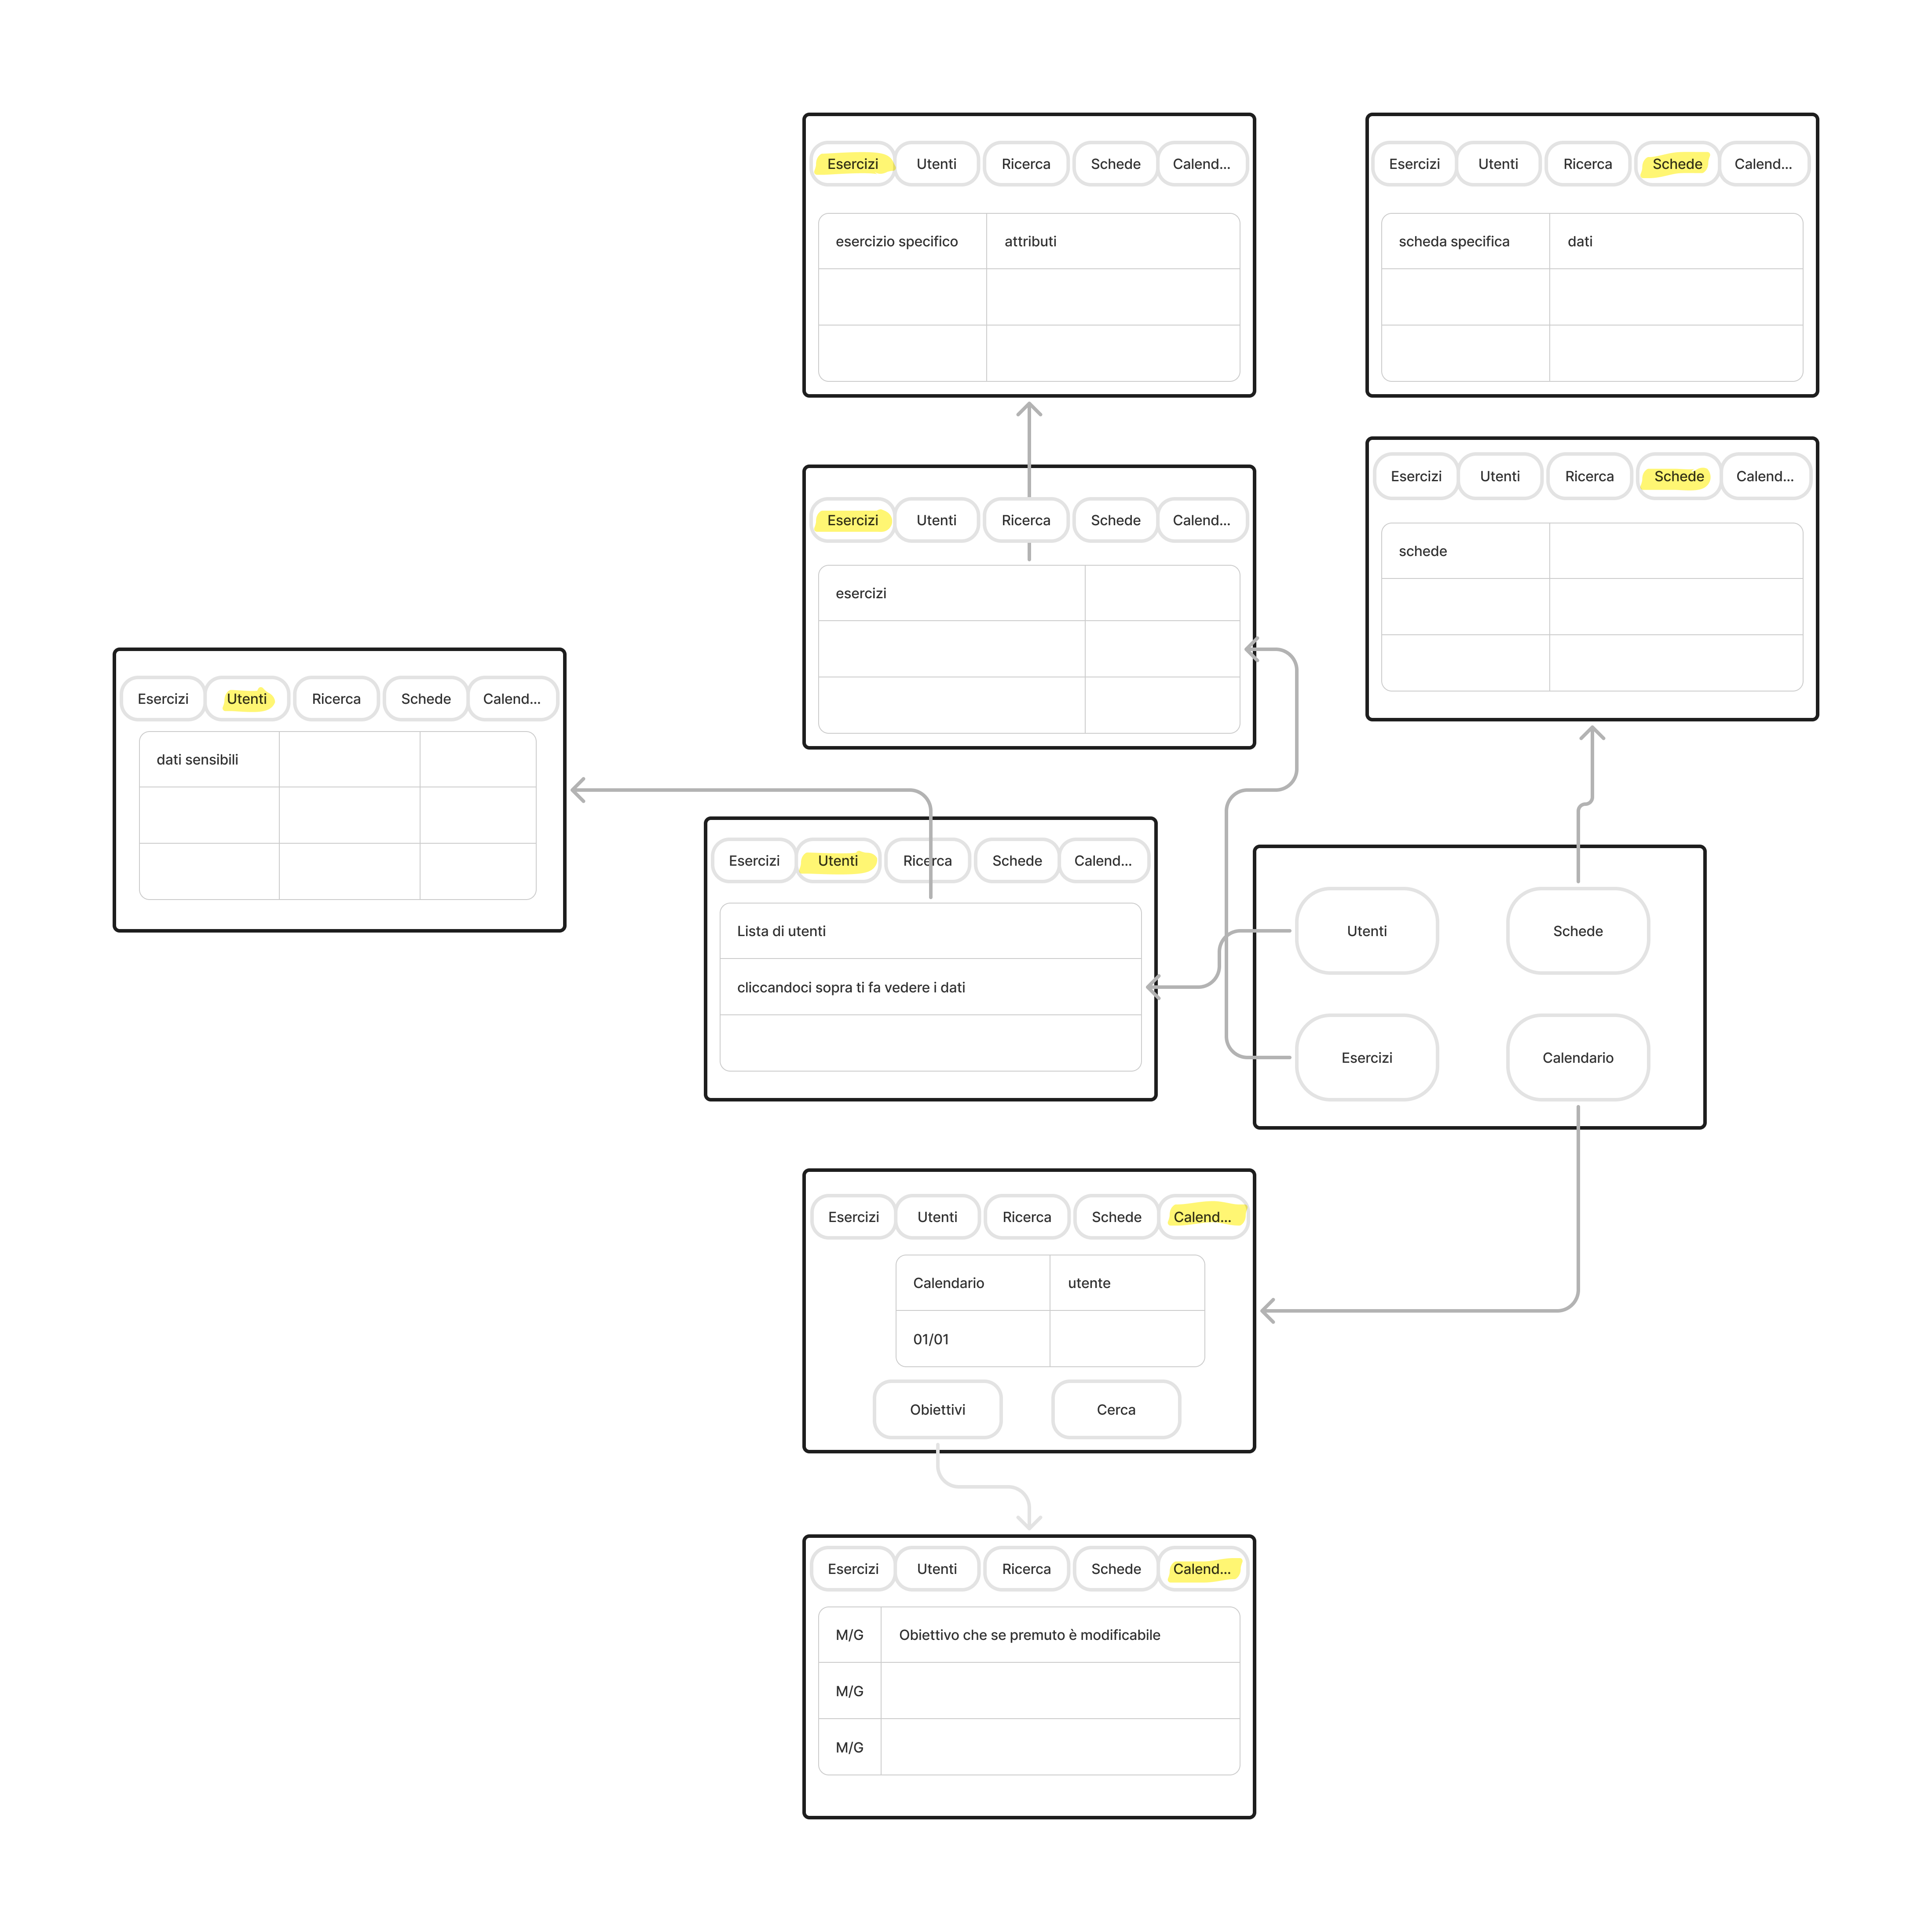 Esercizi Utenti Ricerca Schede Calend...
esercizio specifico attributi
Esercizi Utenti Ricerca Schede Calend...
scheda specifica dati
Esercizi Utenti Ricerca Schede Calend...
esercizi
Esercizi Utenti Ricerca Schede Calend...
schede
Esercizi Utenti Ricerca Schede Calend...
dati sensibili
Esercizi Utenti Ricerca Schede Calend...
Lista di utenti
cliccandoci sopra ti fa vedere i dati
Utenti Schede
Esercizi Calendario
Esercizi Utenti Ricerca Schede Calend...
Calendario utente
01/01
Obiettivi Cerca
Esercizi Utenti Ricerca Schede Calend...
M/G Obiettivo che se premuto è modificabile
M/G
M/G